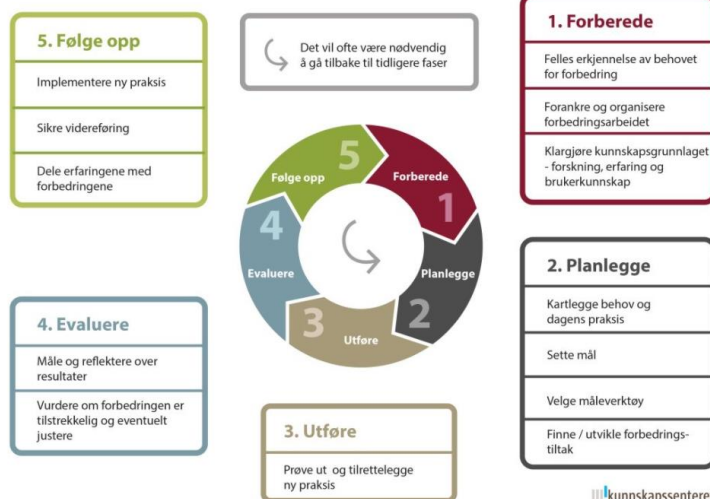 5. Følge opp
Implementere ny praksis
Sikre videreføring
Dele erfaringene med
forbedringene
Det vil ofte være nødvendig
å gå tilbake til tidligere faser
1. Forberede
Felles erkjennelse av behovet
for forbedring
Forankre og organisere
forbedringsarbeidet
Klargjøre kunnskapsgrunnlaget
- forskning, erfaring og
brukerkunnskap
5
Følge opp
Forberede
1
4
Evaluere
Planlegge
2
3
Utføre
2. Planlegge
Kartlegge behov og
dagens praksis
Sette mål
Velge måleverktøy
Finne / utvikle forbedrings-
tiltak
4. Evaluere
Måle og reflektere over
resultater
Vurdere om forbedringen er
tilstrekkelig og eventuelt
justere
3. Utføre
Prøve ut og tilrettelegge
ny praksis
kunnskapssentere